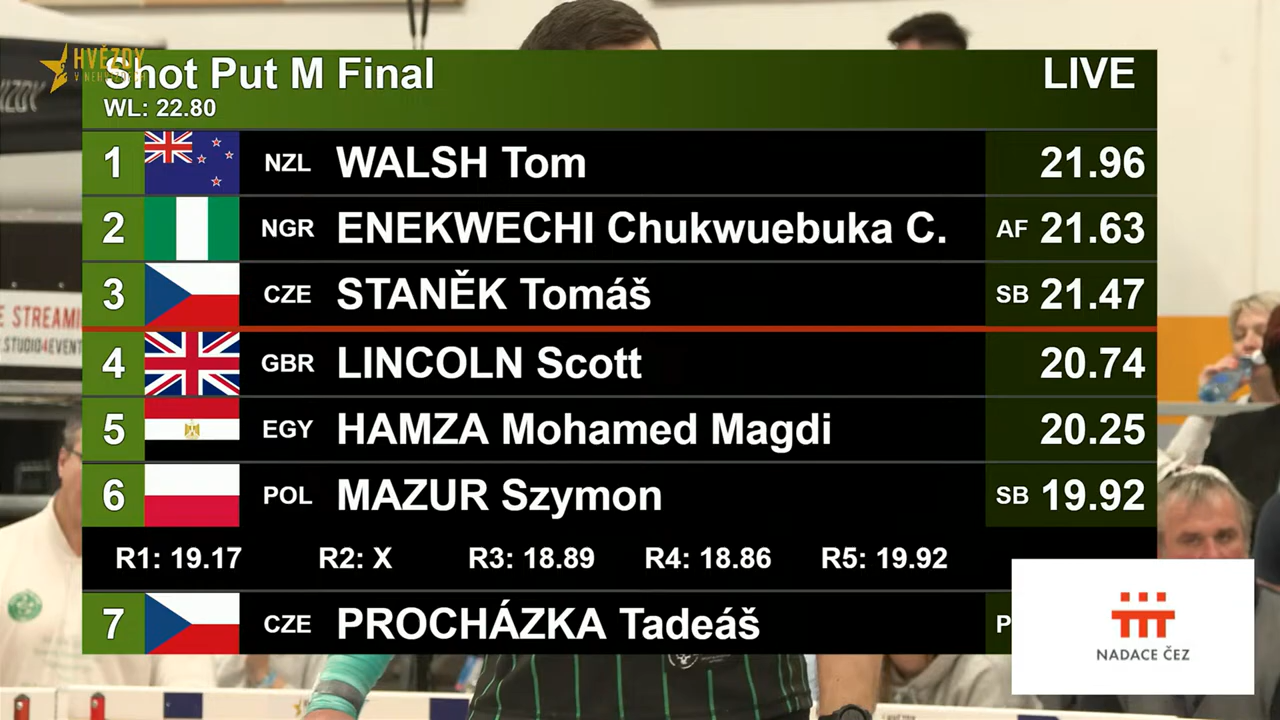 HVĚZDY
Shot Put M Final
LIVE
WL: 22.80
1 NZL WALSH Tom 21.96
2 NGR ENEKWECHI Chukwuebuka C. AF 21.63
3 CZE STANĚK Tomáš SB 21.47
4 GBR LINCOLN Scott 20.74
5 EGY HAMZA Mohamed Magdi 20.25
6 POL MAZUR Szymon SB 19.92
R1: 19.17 R2: X R3: 18.89 R4: 18.86 R5: 19.92
7 CZE PROCHÁZKA Tadeáš P
NADACE ČEZ
STREAMI
.STUDIO4EVENT